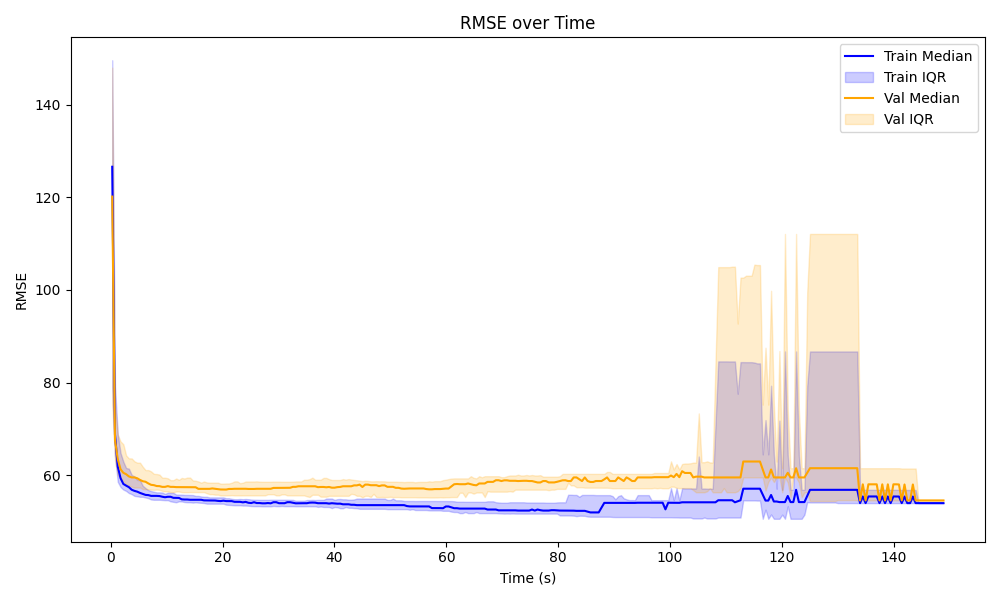 RMSE over Time
Train Median
Train IQR
Val Median
Val IQR
RMSE
140
120
100
80
60
0 20 40 60 80 100 120 140
Time (s)